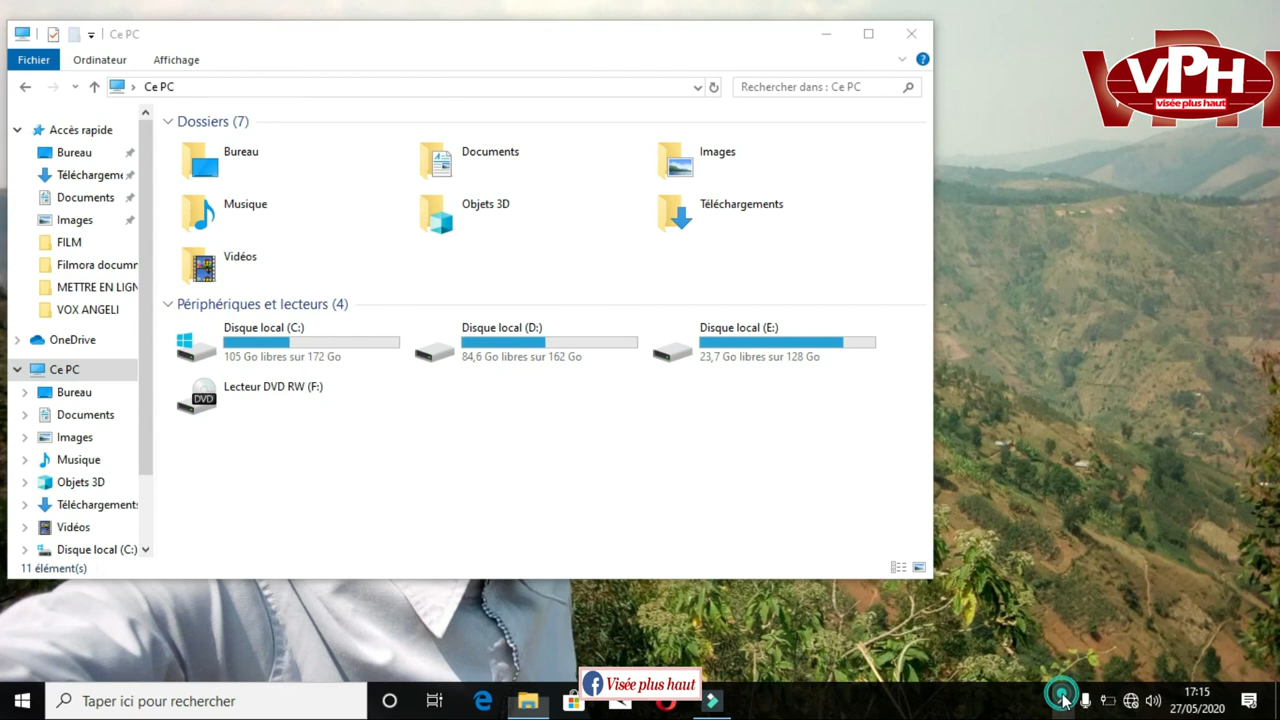 Ce PC
Fichier
Ordinateur
Affichage
Ce PC
Rechercher dans : Ce PC
VPH
visée plus haut
Accès rapide
Bureau
Téléchargeme
Documents
Images
FILM
Filmora docum
METTRE EN LIGN
VOX ANGELI
OneDrive
Ce PC
Bureau
Documents
Images
Musique
Objets 3D
Téléchargements
Vidéos
Disque local (C:)
Dossiers (7)
Bureau
Documents
Images
Musique
Objets 3D
Téléchargements
Vidéos
Périphériques et lecteurs (4)
Disque local (C:)
105 Go libres sur 172 Go
Disque local (D:)
84,6 Go libres sur 162 Go
Disque local (E:)
23,7 Go libres sur 128 Go
DVD
Lecteur DVD RW (F:)
11 élément(s)
Taper ici pour rechercher
Visée plus haut
17:15
27/05/2020